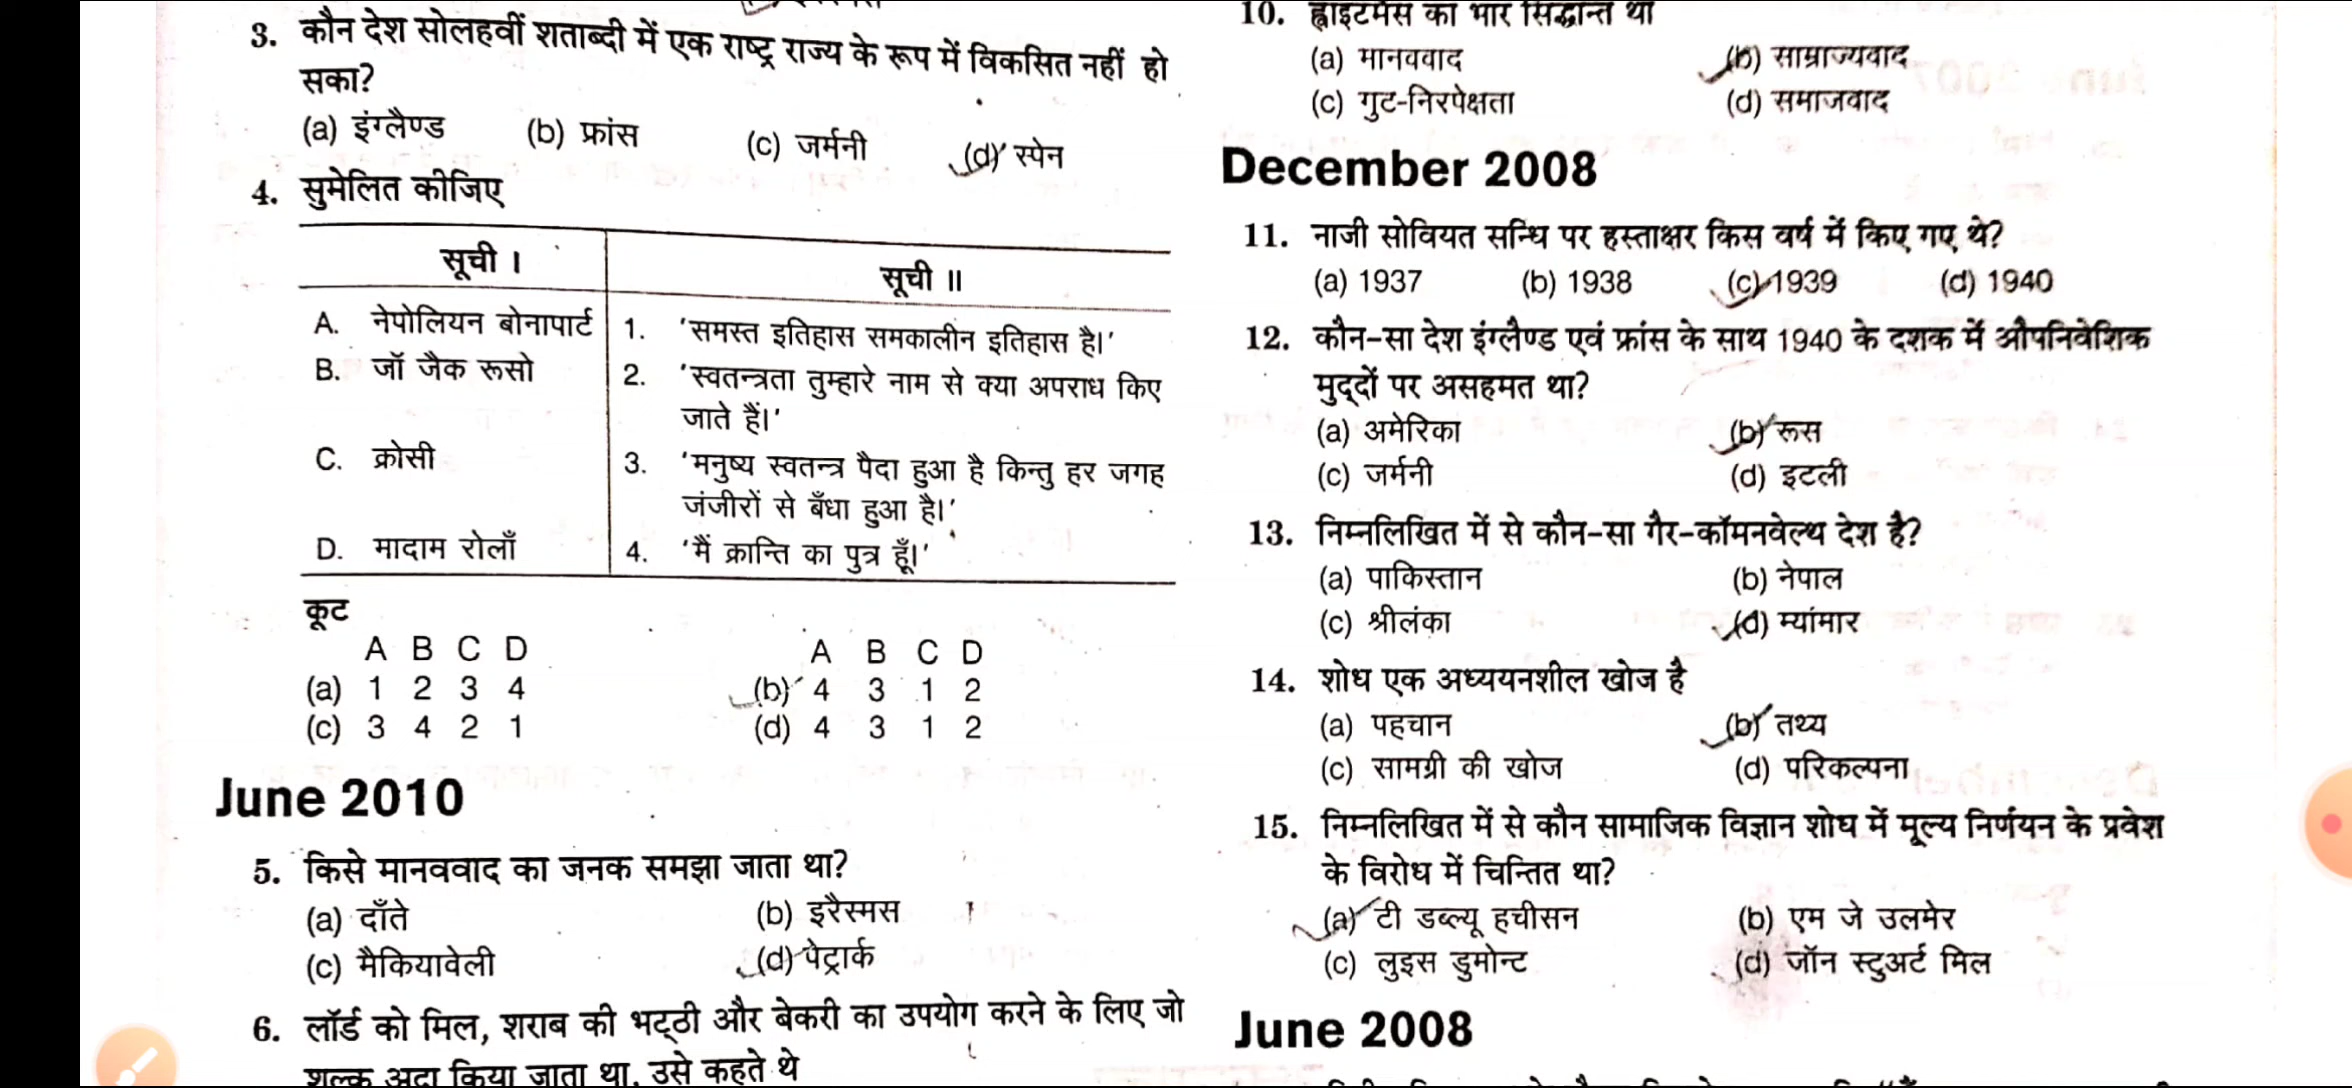 3. कौन देश सोलहवीं शताब्दी में एक राष्ट्र राज्य के रूप में विकसित नहीं हो
सका?
(a) इंग्लैण्ड (b) फ्रांस (c) जर्मनी (d) स्पेन
4. सुमेलित कीजिए
सूची I सूची II
A. नेपोलियन बोनापार्ट 1. 'समस्त इतिहास समकालीन इतिहास है।'
B. जॉ जैक रूसो 2. 'स्वतन्त्रता तुम्हारे नाम से क्या अपराध किए
जाते हैं।'
C. क्रोसी 3. 'मनुष्य स्वतन्त्र पैदा हुआ है किन्तु हर जगह
जंजीरों से बँधा हुआ है।'
D. मादाम रोलाँ 4. 'मैं क्रान्ति का पुत्र हूँ।'
कूट
A B C D A B C D
(a) 1 2 3 4 (b) 4 3 1 2
(c) 3 4 2 1 (d) 4 3 1 2
June 2010
5. किसे मानववाद का जनक समझा जाता था?
(a) दाँते (b) इरैस्मस
(c) मैकियावेली (d) पेट्रार्क
6. लॉर्ड को मिल, शराब की भट्ठी और बेकरी का उपयोग करने के लिए जो
शुल्क अदा किया जाता था, उसे कहते थे
10. ह्वाइटमैंस का भार सिद्धान्त था
(a) मानववाद (b) साम्राज्यवाद
(c) गुट-निरपेक्षता (d) समाजवाद
December 2008
11. नाजी सोवियत सन्धि पर हस्ताक्षर किस वर्ष में किए गए थे?
(a) 1937 (b) 1938 (c) 1939 (d) 1940
12. कौन-सा देश इंग्लैण्ड एवं फ्रांस के साथ 1940 के दशक में औपनिवेशिक
मुद्दों पर असहमत था?
(a) अमेरिका (b) रूस
(c) जर्मनी (d) इटली
13. निम्नलिखित में से कौन-सा गैर-कॉमनवेल्थ देश है?
(a) पाकिस्तान (b) नेपाल
(c) श्रीलंका (d) म्यांमार
14. शोध एक अध्ययनशील खोज है
(a) पहचान (b) तथ्य
(c) सामग्री की खोज (d) परिकल्पना
15. निम्नलिखित में से कौन सामाजिक विज्ञान शोध में मूल्य निर्णयन के प्रवेश
के विरोध में चिन्तित था?
(a) टी डब्ल्यू हचीसन (b) एम जे उलमेर
(c) लुइस डुमोन्ट (d) जॉन स्टुअर्ट मिल
June 2008